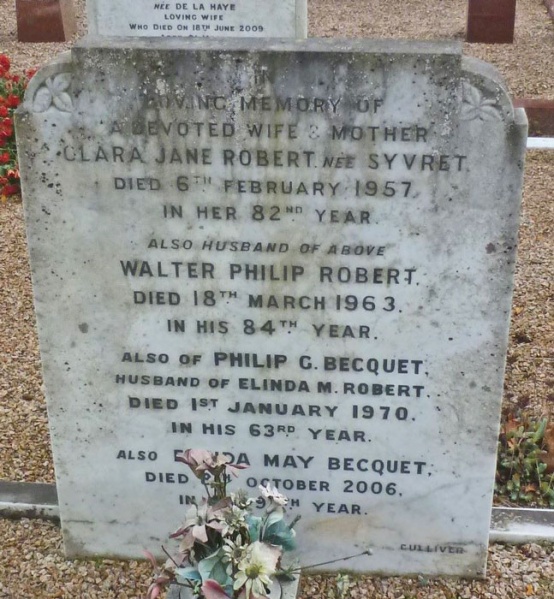 NÉE DE LA HAYE
LOVING WIFE
WHO DIED ON 18TH JUNE 2009
IN
LOVING MEMORY OF
A DEVOTED WIFE & MOTHER
CLARA JANE ROBERT. NÉE SYVRET.
DIED 6TH FEBRUARY 1957.
IN HER 82ND YEAR.
ALSO HUSBAND OF ABOVE
WALTER PHILIP ROBERT.
DIED 18TH MARCH 1963.
IN HIS 84TH YEAR.
ALSO OF PHILIP G. BECQUET,
HUSBAND OF ELINDA M. ROBERT.
DIED 1ST JANUARY 1970.
IN HIS 63RD YEAR.
ALSO MAY BECQUET,
DIED OCTOBER 2006,
IN YEAR.
GULLIVER